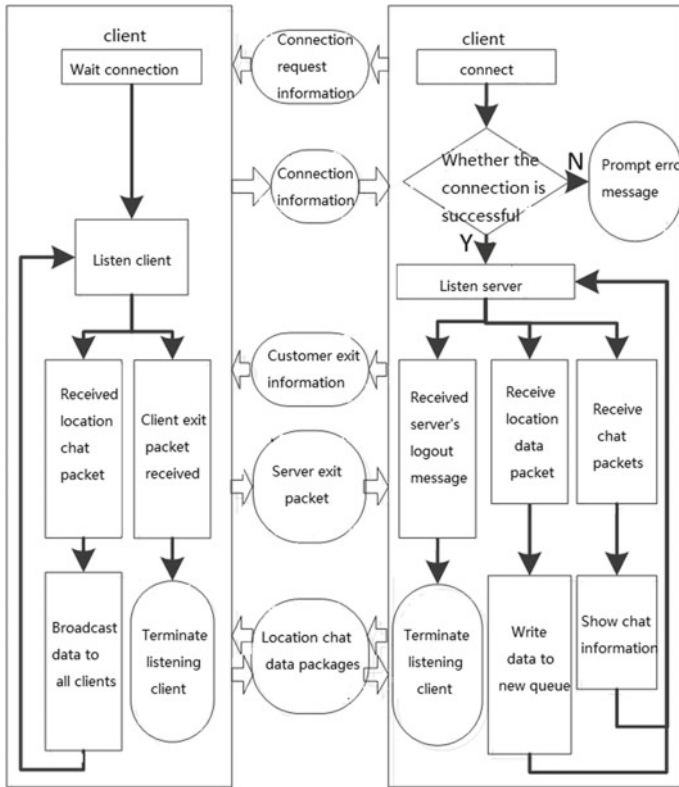 client
Wait connection
Listen client
Received
location
chat
packet
Client exit
packet
received
Broadcast
data to
all clients
Terminate
listening
client
Connection
request
information
Connection
information
Customer exit
information
Server exit
packet
Location chat
data packages
client
connect
Whether the
connection is
successful
N
Prompt erro
message
Y
Listen server
Received
server's
logout
message
Receive
location
data
packet
Receive
chat
packets
Terminate
listening
client
Write
data to
new queue
Show chat
information